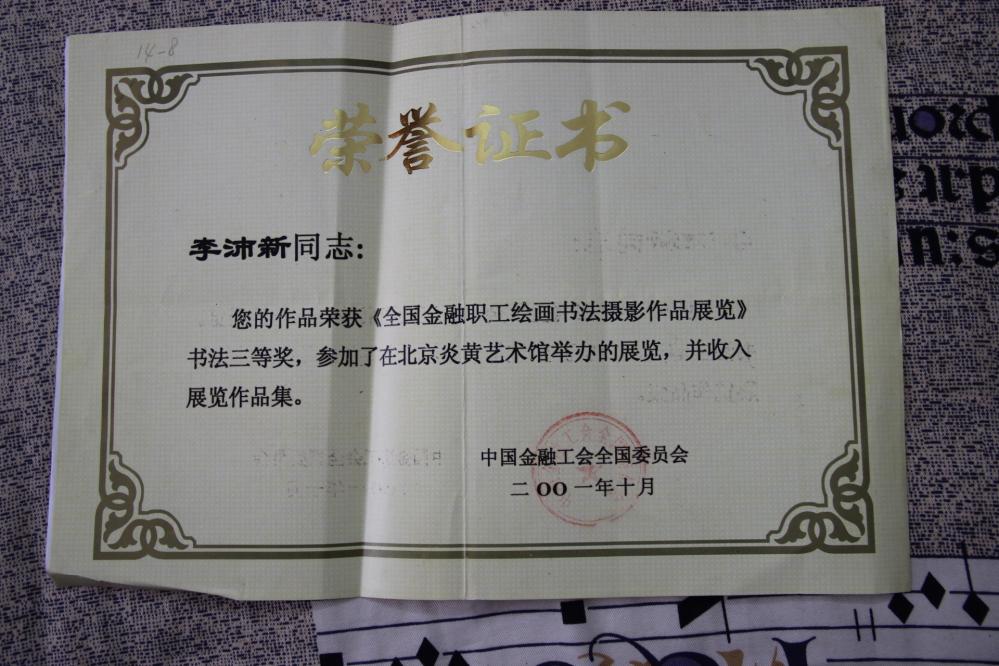 14-8
荣誉证书
李沛新同志：
您的作品荣获《全国金融职工绘画书法摄影作品展览》
书法三等奖，参加了在北京炎黄艺术馆举办的展览，并收入
展览作品集。
中国金融工会全国委员会
二OO一年十月